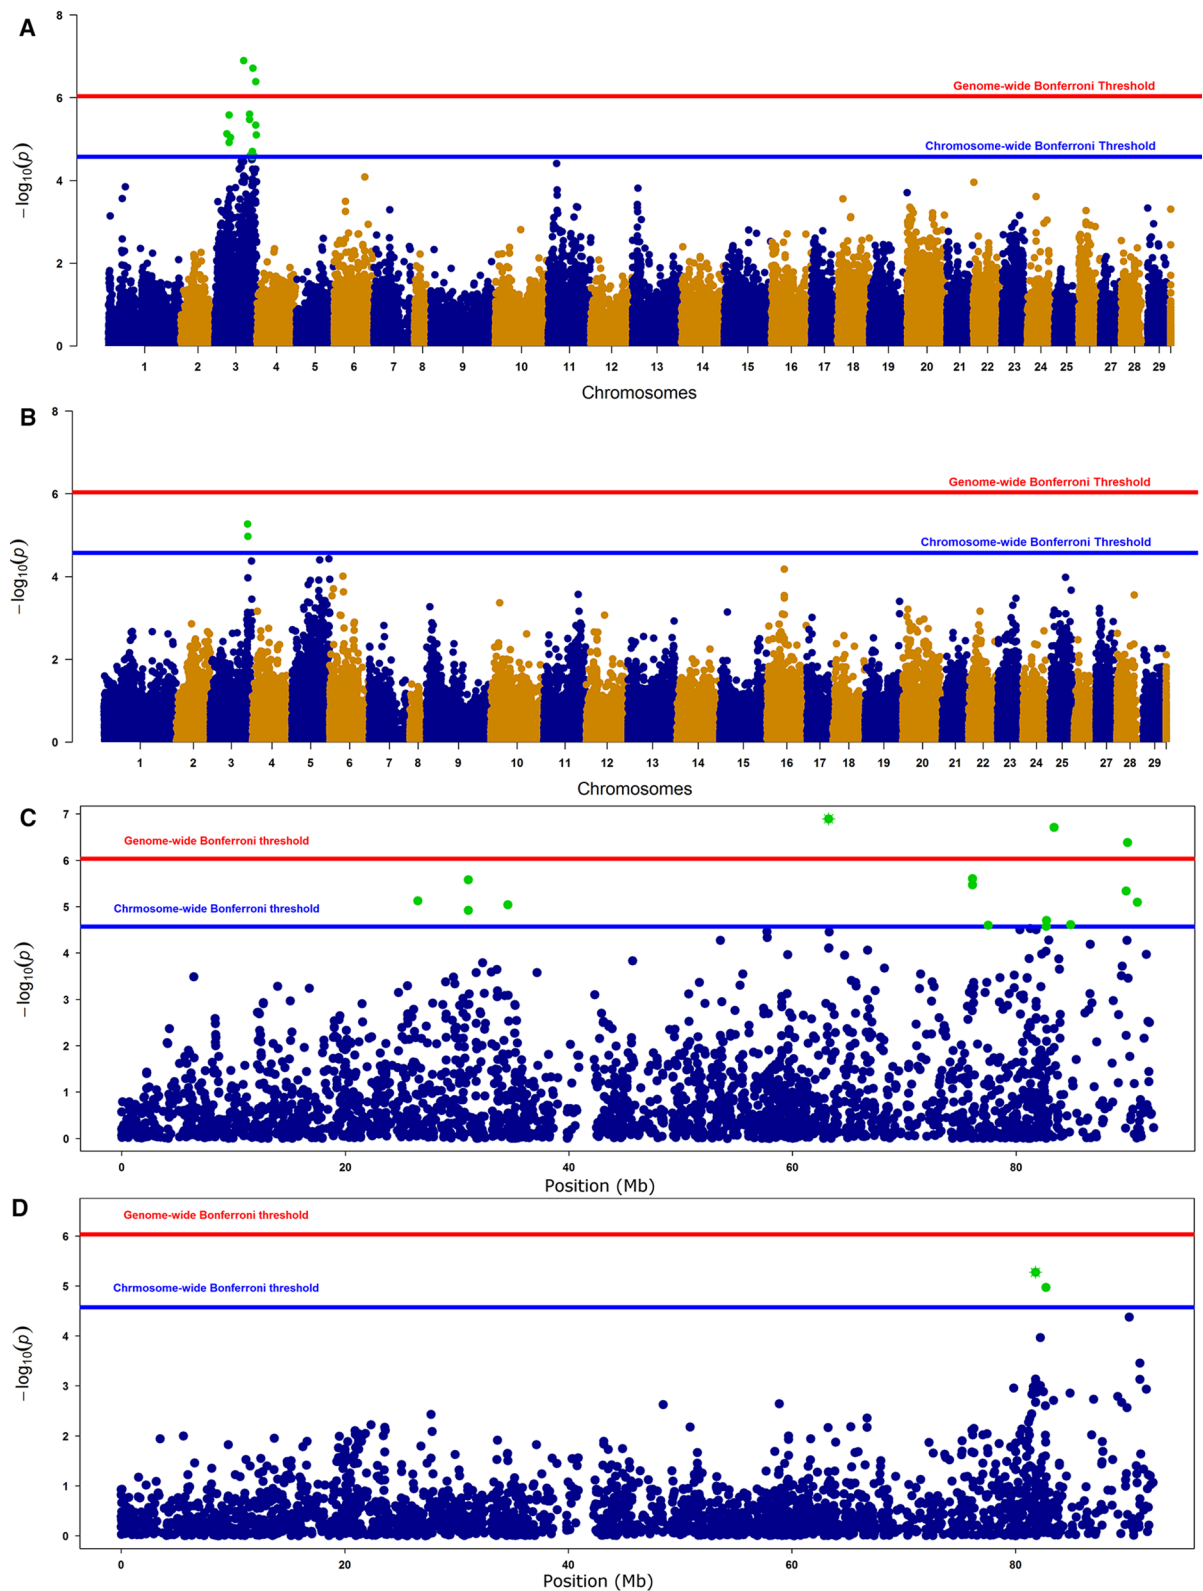 A
8
6
4
2
0
−log10(p)
Genome-wide Bonferroni Threshold
Chromosome-wide Bonferroni Threshold
1 2 3 4 5 6 7 8 9 10 11 12 13 14 15 16 17 18 19 20 21 22 23 24 25 27 28 29
Chromosomes
B
8
6
4
2
0
−log10(p)
Genome-wide Bonferroni Threshold
Chromosome-wide Bonferroni Threshold
1 2 3 4 5 6 7 8 9 10 11 12 13 14 15 16 17 18 19 20 21 22 23 24 25 27 28 29
Chromosomes
C
7
6
5
4
3
2
1
0
−log10(p)
Genome-wide Bonferroni threshold
Chrmosome-wide Bonferroni threshold
0 20 40 60 80
Position (Mb)
D
6
5
4
3
2
1
0
−log10(p)
Genome-wide Bonferroni threshold
Chrmosome-wide Bonferroni threshold
0 20 40 60 80
Position (Mb)